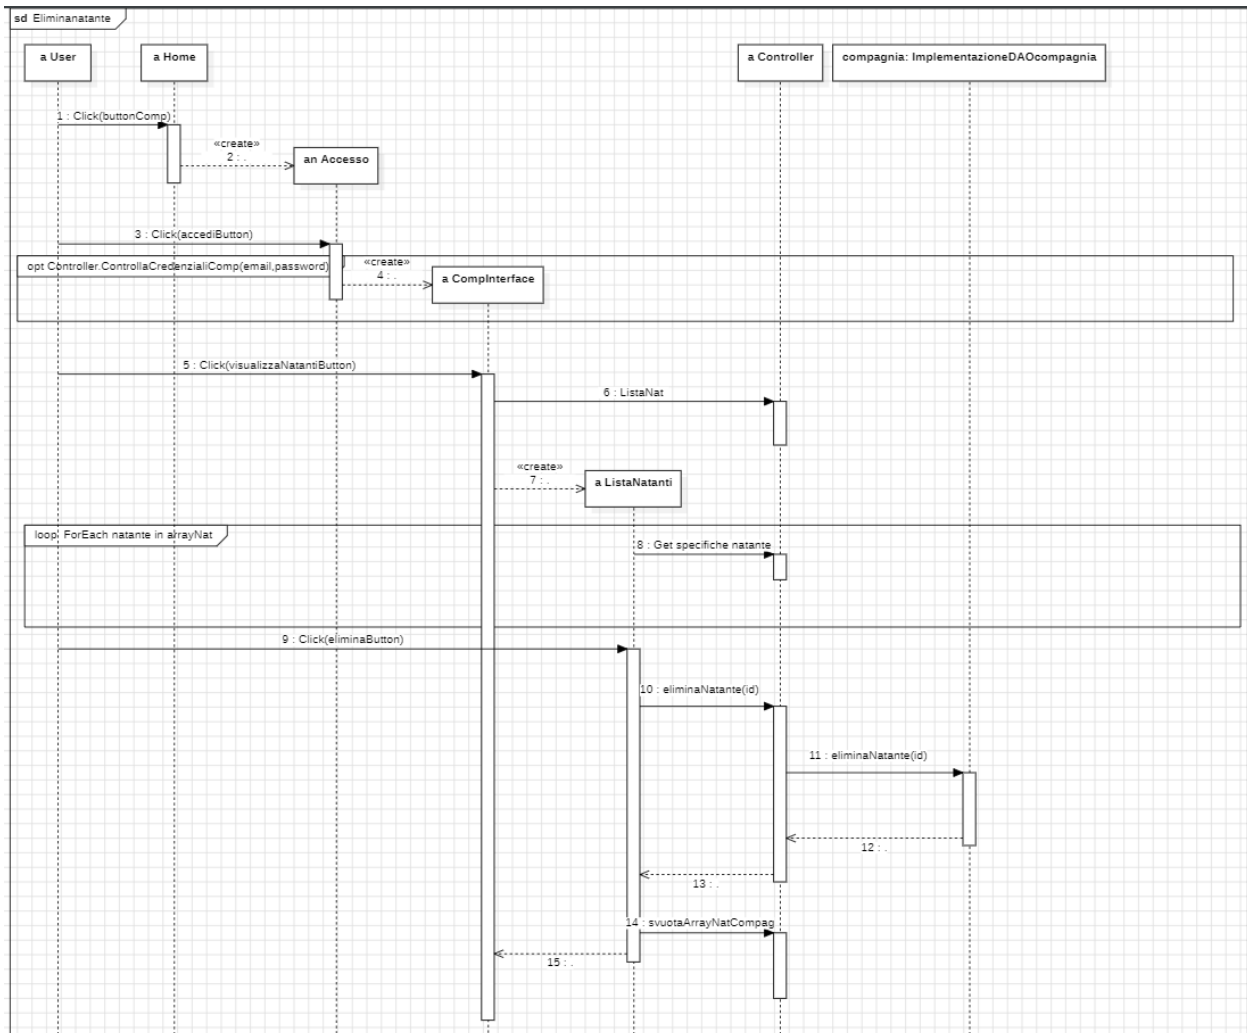 sd Eliminanatante
a User
a Home
a Controller
compagnia: ImplementazioneDAOcompagnia
1 : Click(buttonComp)
«create»
2 : .
an Accesso
3 : Click(accediButton)
opt Controller.ControllaCredenzialiComp(email,password)
«create»
4 : .
a CompInterface
5 : Click(visualizzaNatantiButton)
6 : ListaNat
«create»
7 : .
a ListaNatanti
loop ForEach natante in arrayNat
8 : Get specifiche natante
9 : Click(eliminaButton)
10 : eliminaNatante(id)
11 : eliminaNatante(id)
12 : .
13 : .
14 : svuotaArrayNatCompag
15 : .